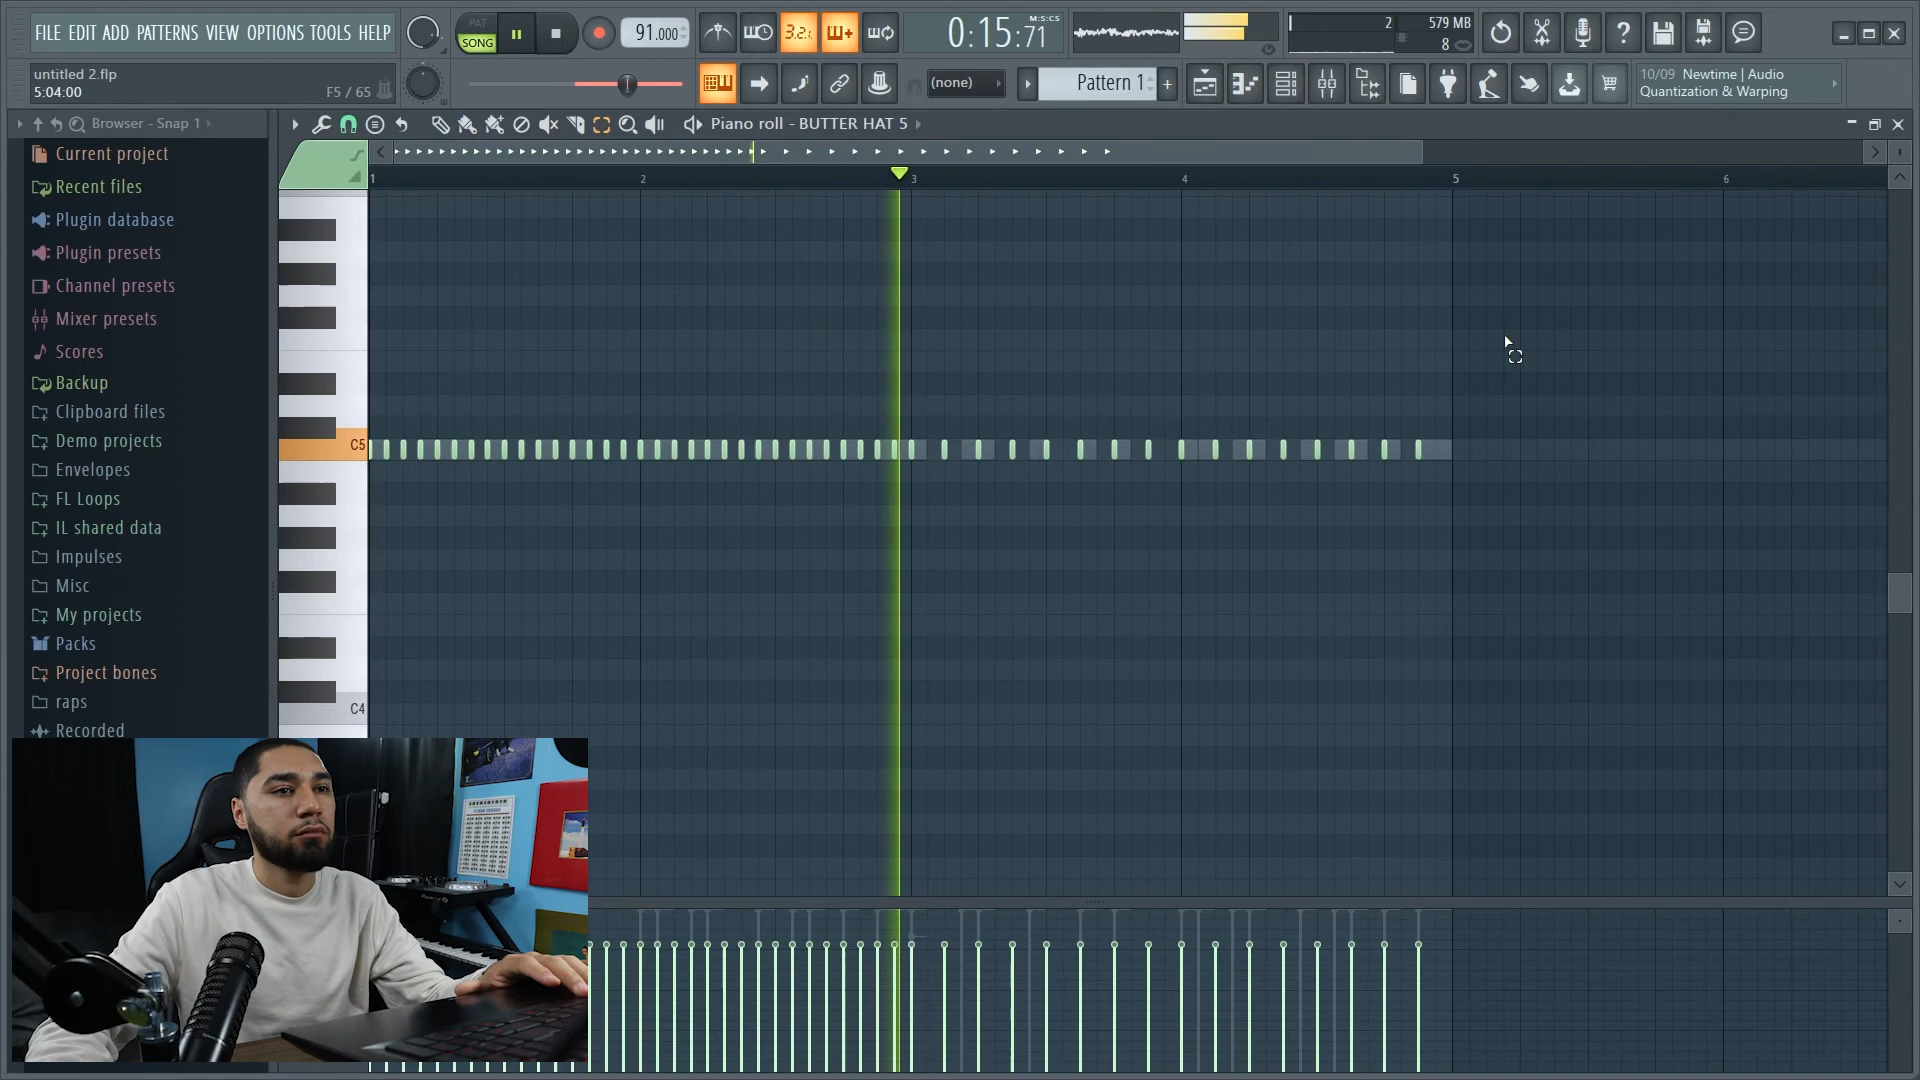 FILE EDIT ADD PATTERNS VIEW OPTIONS TOOLS HELP
PAT
SONG
91.000
3.2.
0:15:71
M:S:CS
2
579 MB
8
untitled 2.flp
5:04:00
F5 / 65
(none)
Pattern 1
+
10/09 Newtime | Audio
Quantization & Warping
Browser - Snap 1
Piano roll - BUTTER HAT 5
1
2
3
4
5
6
Current project
Recent files
Plugin database
Plugin presets
Channel presets
Mixer presets
Scores
Backup
Clipboard files
Demo projects
Envelopes
FL Loops
IL shared data
Impulses
Misc
My projects
Packs
Project bones
raps
Recorded
C5
C4